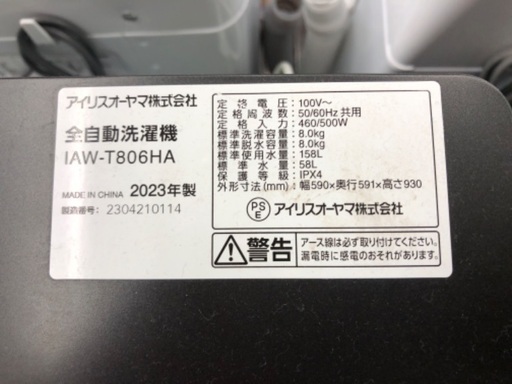 アイリスオーヤマ株式会社
全自動洗濯機
IAW-T806HA
MADE IN CHINA 2023年製
製造番号: 2304210114
定格電圧:100V～
定格周波数:50/60Hz共用
定格入力:460/500W
標準洗濯容量:8.0kg
標準脱水容量:8.0kg
標準使用水量:158L
標準水量:58L
保護等級:IPX4
外形寸法(mm):幅590×奥行591×高さ930
PS
E
アイリスオーヤマ株式会社
警告
アース線は必ず取り付けてください。
漏電時に感電のおそれがあります。